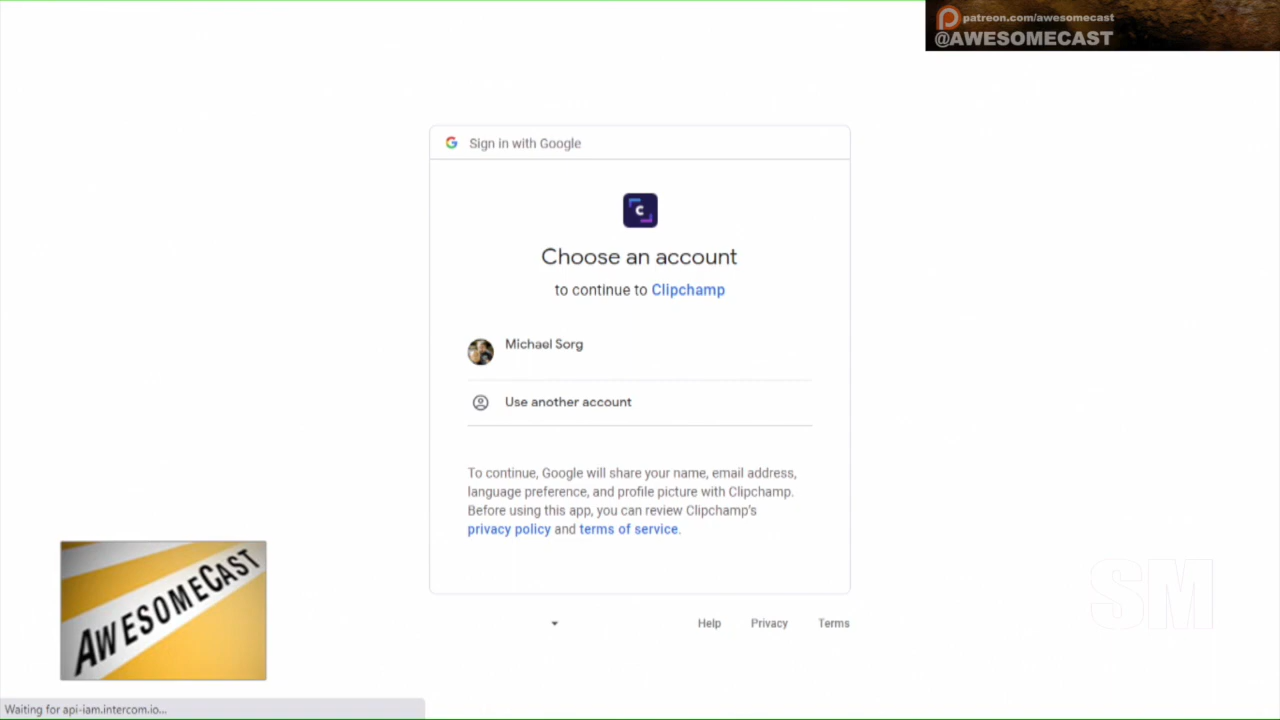 patreon.com/awesomecast
@AWESOMECAST
Sign in with Google
C
Choose an account
to continue to Clipchamp
Michael Sorg
Use another account
To continue, Google will share your name, email address,
language preference, and profile picture with Clipchamp.
Before using this app, you can review Clipchamp's
privacy policy and terms of service.
Help Privacy Terms
AWESOMECAST
SM
Waiting for api-iam.intercom.io...